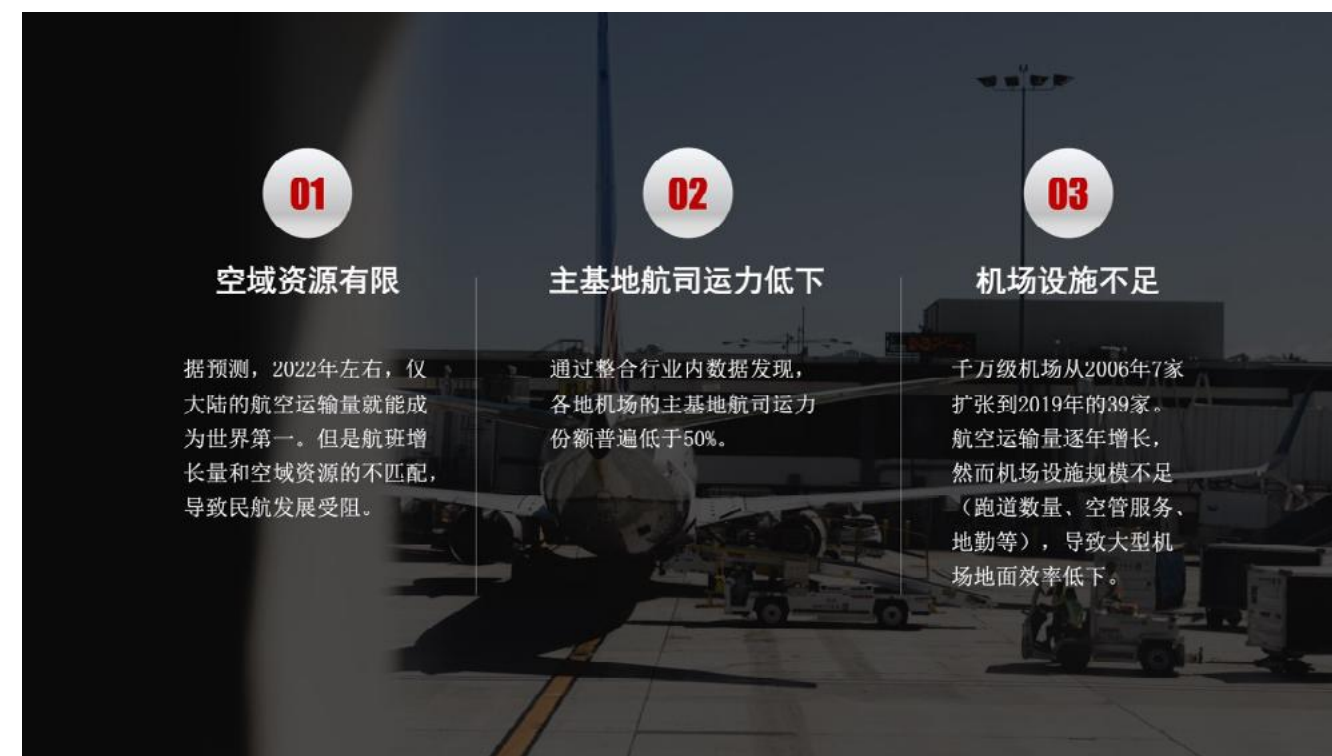 01
空域资源有限
据预测，2022年左右，仅
大陆的航空运输量就能成
为世界第一。但是航班增
长量和空域资源的不匹配，
导致民航发展受阻。
02
主基地航司运力低下
通过整合行业内数据发现，
各地机场的主基地航司运力
份额普遍低于50%。
03
机场设施不足
千万级机场从2006年7家
扩张到2019年的39家。
航空运输量逐年增长，
然而机场设施规模不足
（跑道数量、空管服务、
地勤等），导致大型机
场地面效率低下。